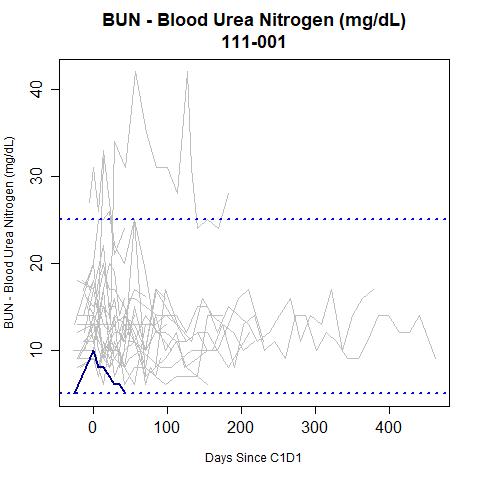 BUN - Blood Urea Nitrogen (mg/dL)
111-001
BUN - Blood Urea Nitrogen (mg/dL)
40
30
20
10
0 100 200 300 400
Days Since C1D1